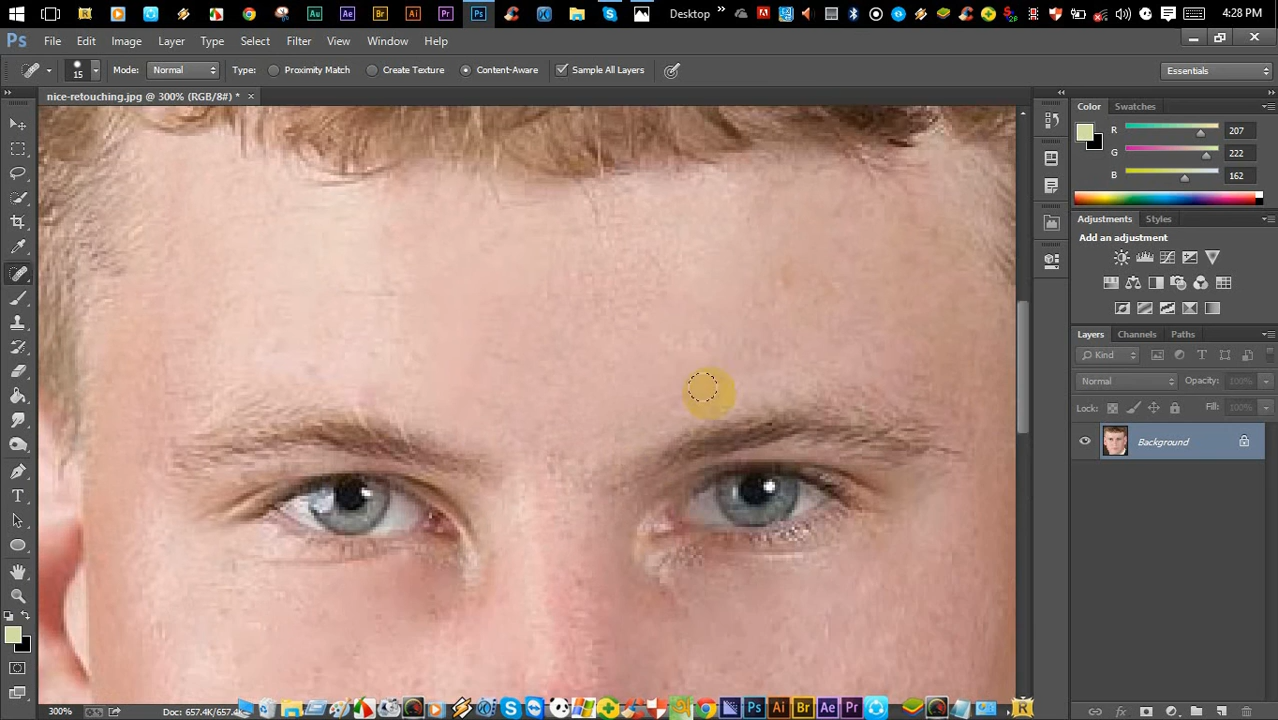 Desktop
4:28 PM
Ps File Edit Image Layer Type Select Filter View Window Help
15 Mode: Normal Type: Proximity Match Create Texture Content-Aware Sample All Layers Essentials
nice-retouching.jpg @ 300% (RGB/8#) *
Color Swatches
R 207
G 222
B 162
Adjustments Styles
Add an adjustment
Layers Channels Paths
Kind
Normal Opacity: 100%
Lock: Fill: 100%
Background
300% Doc: 657.4K/657.4K